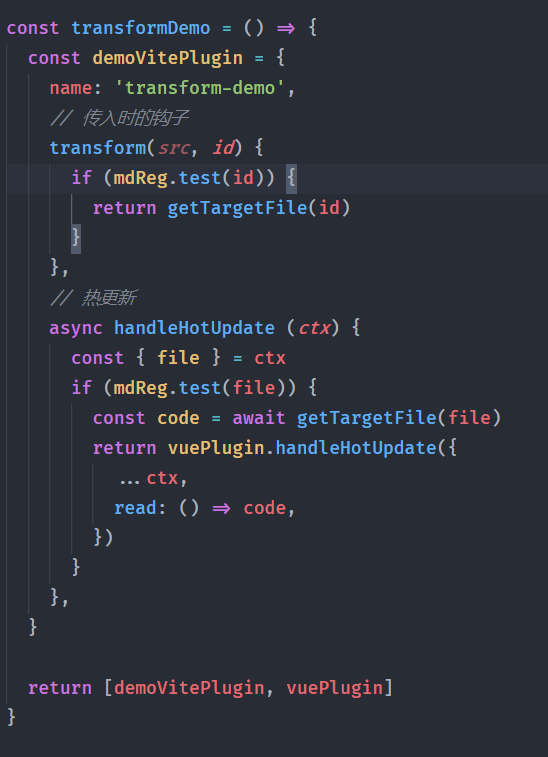 const transformDemo = () => {
  const demoVitePlugin = {
    name: 'transform-demo',
    // 传入时的钩子
    transform(src, id) {
      if (mdReg.test(id)) {
        return getTargetFile(id)
      }
    },
    // 热更新
    async handleHotUpdate (ctx) {
      const { file } = ctx
      if (mdReg.test(file)) {
        const code = await getTargetFile(file)
        return vuePlugin.handleHotUpdate({
          ...ctx,
          read: () => code,
        })
      }
    },
  }

  return [demoVitePlugin, vuePlugin]
}